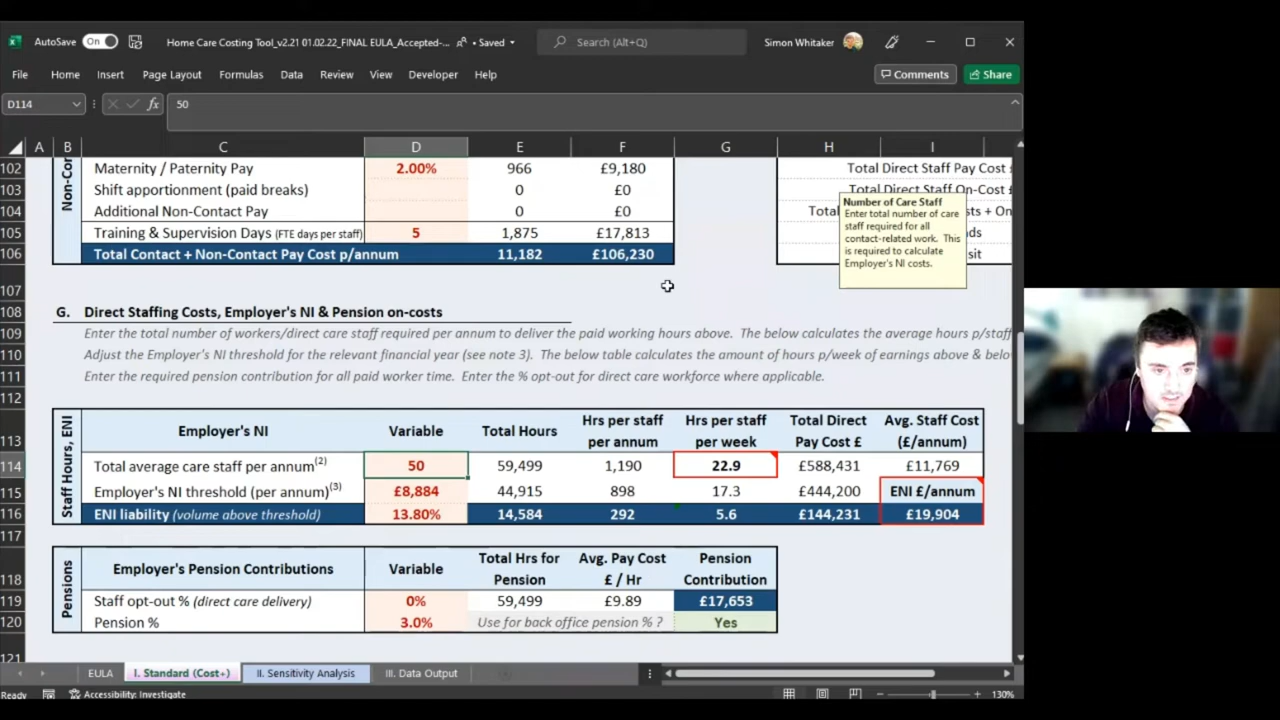 AutoSave On Home Care Costing Tool_v2.21 01.02.22_FINAL EULA_Accepted-... • Saved Search (Alt+Q) Simon Whitaker
File Home Insert Page Layout Formulas Data Review View Developer Help Comments Share
D114 fx 50
A B C D E F G H I
102 Maternity / Paternity Pay 2.00% 966 £9,180 Total Direct Staff Pay Cost £
103 Shift apportionment (paid breaks) 0 £0 Total Direct Staff On-Cost £
104 Additional Non-Contact Pay 0 £0
105 Training & Supervision Days (FTE days per staff) 5 1,875 £17,813
106 Total Contact + Non-Contact Pay Cost p/annum 11,182 £106,230
Non-Co
Number of Care Staff
Enter total number of care
staff required for all
contact-related work. This
is required to calculate
Employer's NI costs.
107
108 G. Direct Staffing Costs, Employer's NI & Pension on-costs
109 Enter the total number of workers/direct care staff required per annum to deliver the paid working hours above. The below calculates the average hours p/staff
110 Adjust the Employer's NI threshold for the relevant financial year (see note 3). The below table calculates the amount of hours p/week of earnings above & belo
111 Enter the required pension contribution for all paid worker time. Enter the % opt-out for direct care workforce where applicable.
112
Staff Hours, ENI
113 Employer's NI Variable Total Hours Hrs per staff per annum Hrs per staff per week Total Direct Pay Cost £ Avg. Staff Cost (£/annum)
114 Total average care staff per annum(2) 50 59,499 1,190 22.9 £588,431 £11,769
115 Employer's NI threshold (per annum)(3) £8,884 44,915 898 17.3 £444,200 ENI £/annum
116 ENI liability (volume above threshold) 13.80% 14,584 292 5.6 £144,231 £19,904
117
Pensions
118 Employer's Pension Contributions Variable Total Hrs for Pension Avg. Pay Cost £ / Hr Pension Contribution
119 Staff opt-out % (direct care delivery) 0% 59,499 £9.89 £17,653
120 Pension % 3.0% Use for back office pension % ? Yes
121
EULA I. Standard (Cost+) II. Sensitivity Analysis III. Data Output
Ready Accessibility: Investigate 130%